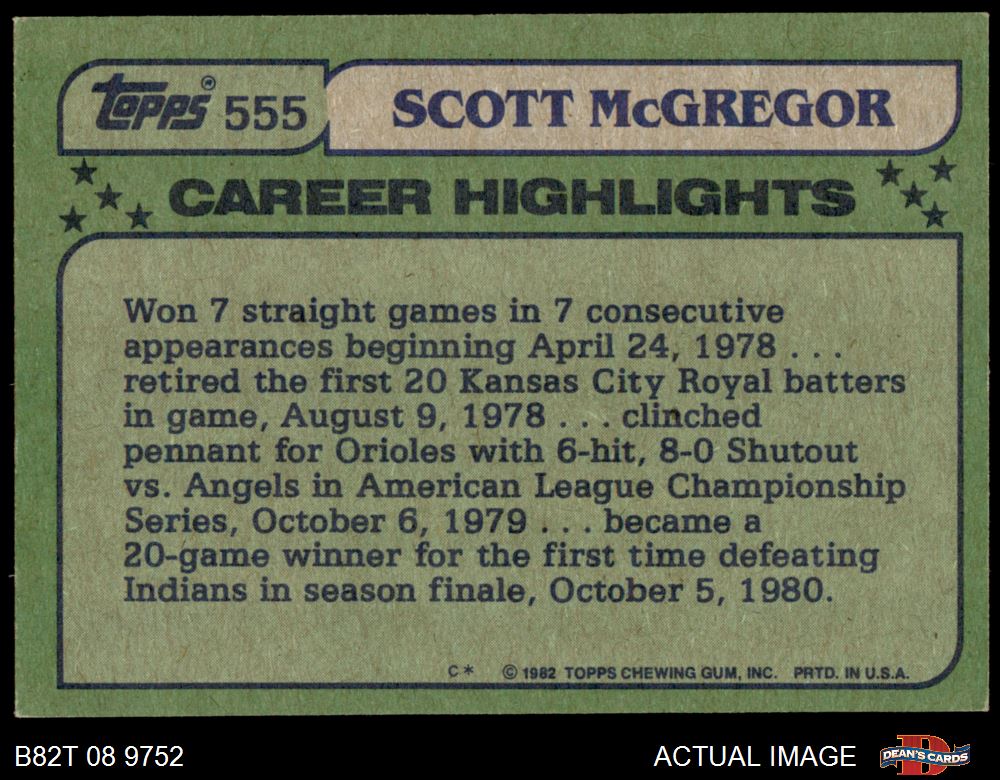 Topps® 555 SCOTT McGREGOR
CAREER HIGHLIGHTS
Won 7 straight games in 7 consecutive
appearances beginning April 24, 1978 . . .
retired the first 20 Kansas City Royal batters
in game, August 9, 1978 . . . clinched
pennant for Orioles with 6-hit, 8-0 Shutout
vs. Angels in American League Championship
Series, October 6, 1979 . . . became a
20-game winner for the first time defeating
Indians in season finale, October 5, 1980.
C* © 1982 TOPPS CHEWING GUM, INC. PRTD. IN U.S.A.
B82T 08 9752 ACTUAL IMAGE D DEAN'S CARDS